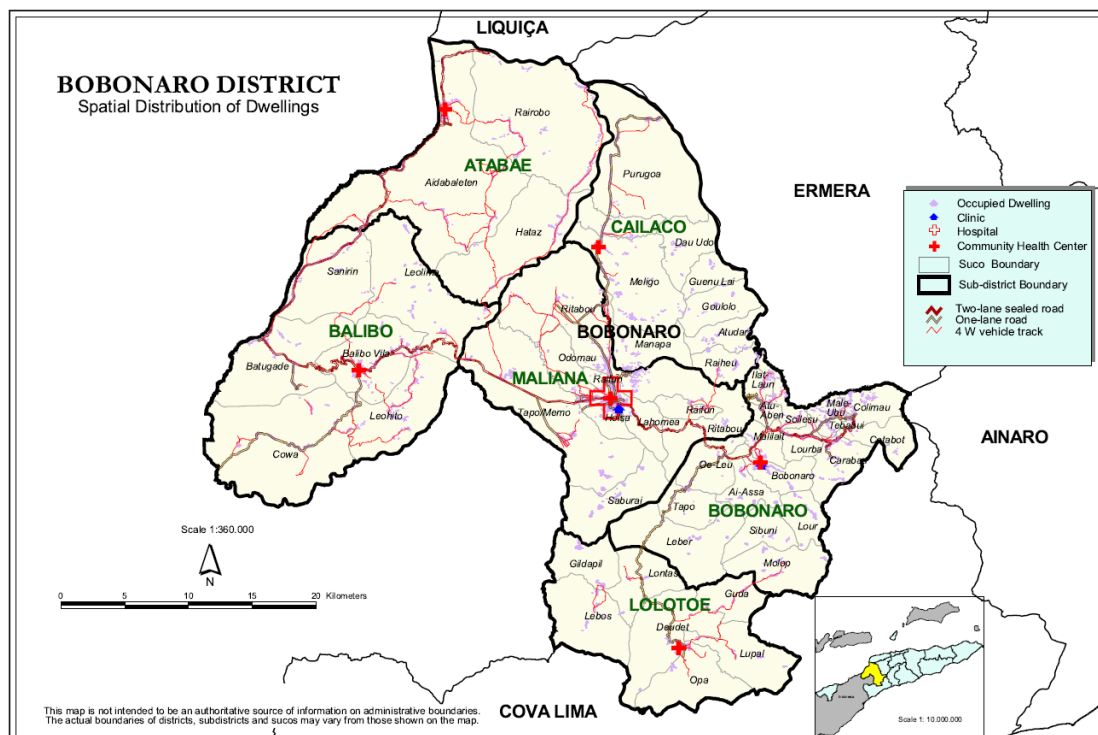 LIQUIÇA
BOBONARO DISTRICT
Spatial Distribution of Dwellings
Rairobo
ATABAE
Aidabaleten
Hataz
Purugoa
ERMERA
CAILACO
Dau Udo
Meligo
Guenu Lai
Goulolo
Atudara
Manapa
Raiheu
Occupied Dwelling
Clinic
Hospital
Community Health Center
Suco Boundary
Sub-district Boundary
Two-lane sealed road
One-lane road
4 W vehicle track
Sanirin
Leolima
BALIBO
Balibo Vila
Batugade
Leohito
Cowa
Ritabou
BOBONARO
Odomau
MALIANA
Raifun
Tapo/Memo
Holsa
Lahomea
Raifun
Ritabou
Saburai
Ilat-
Laun
Atu-
Aben
Soilesu
Male-
Ubu
Colimau
Tebabui
Malilait
Lourba
Cotabot
Carabau
AINARO
Oe-Leu
Bobonaro
Ai-Assa
Tapo
BOBONARO
Lour
Sibuni
Leber
Molop
Gildapil
Lontas
Guda
LOLOTOE
Lebos
Deudet
Lupal
Opa
COVA LIMA
Scale 1:360.000
N
0 5 10 15 20 Kilometers
This map is not intended to be an authoritative source of information on administrative boundaries.
The actual boundaries of districts, subdistricts and sucos may vary from those shown on the map.
Scale 1: 10.000.000